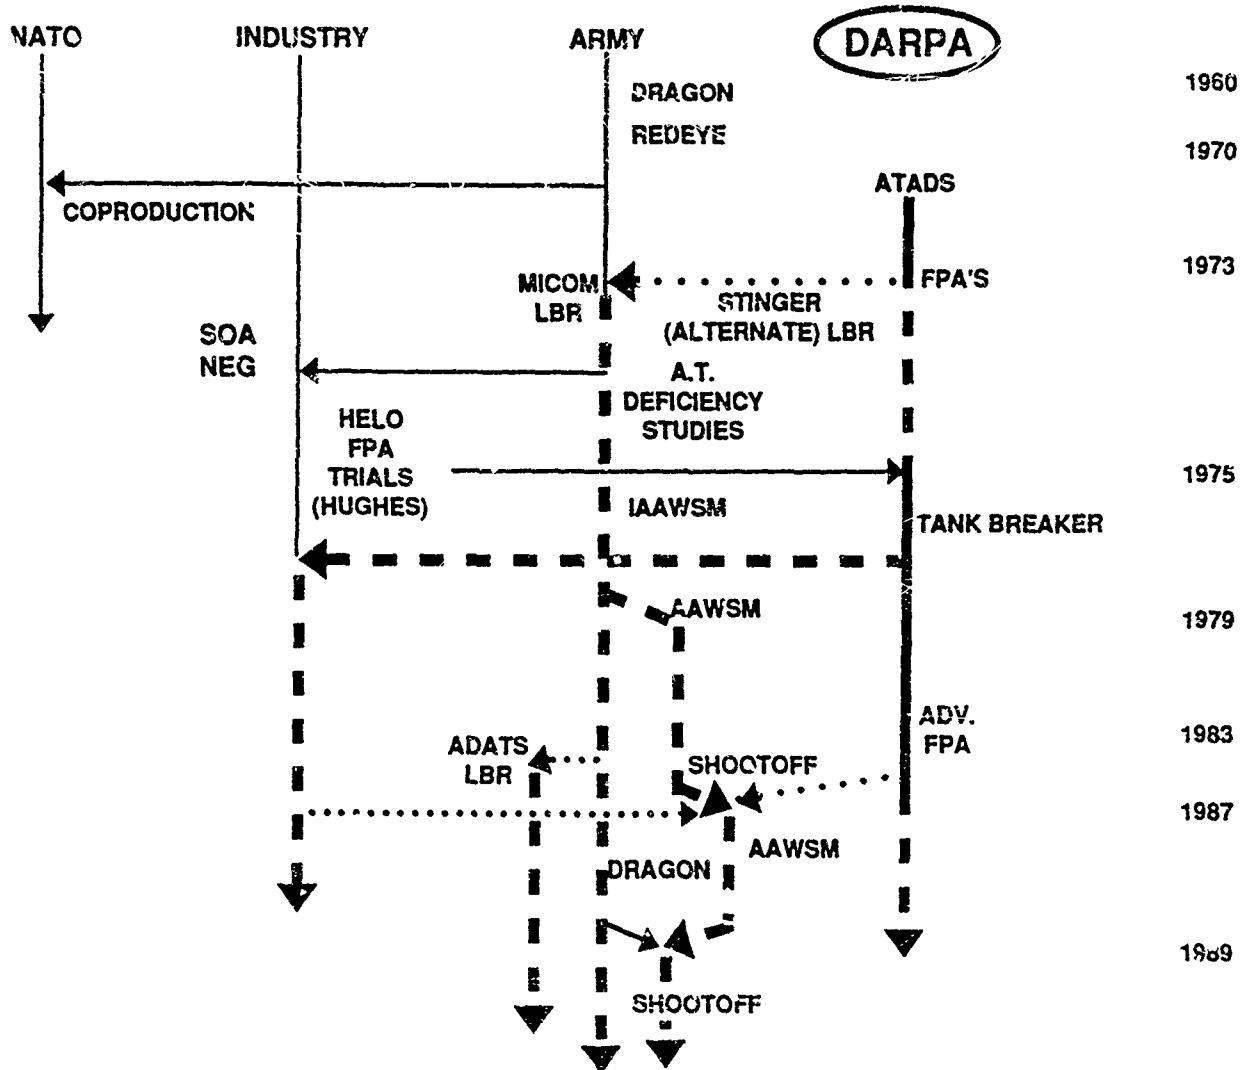 NATO
INDUSTRY
ARMY
DARPA
1960
DRAGON
REDEYE
1970
ATADS
COPRODUCTION
1973
FPA'S
MICOM
LBR
STINGER
(ALTERNATE) LBR
SOA
NEG
A.T.
DEFICIENCY
STUDIES
HELO
FPA
TRIALS
(HUGHES)
1975
IAAWSM
TANK BREAKER
AAWSM
1979
ADV.
FPA
1983
ADATS
LBR
SHOOTOFF
1987
AAWSM
DRAGON
1989
SHOOTOFF